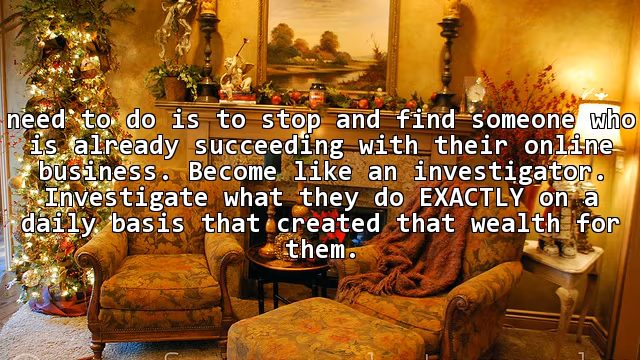 need to do is to stop and find someone who
is already succeeding with their online
business. Become like an investigator.
Investigate what they do EXACTLY on a
daily basis that created that wealth for
them.